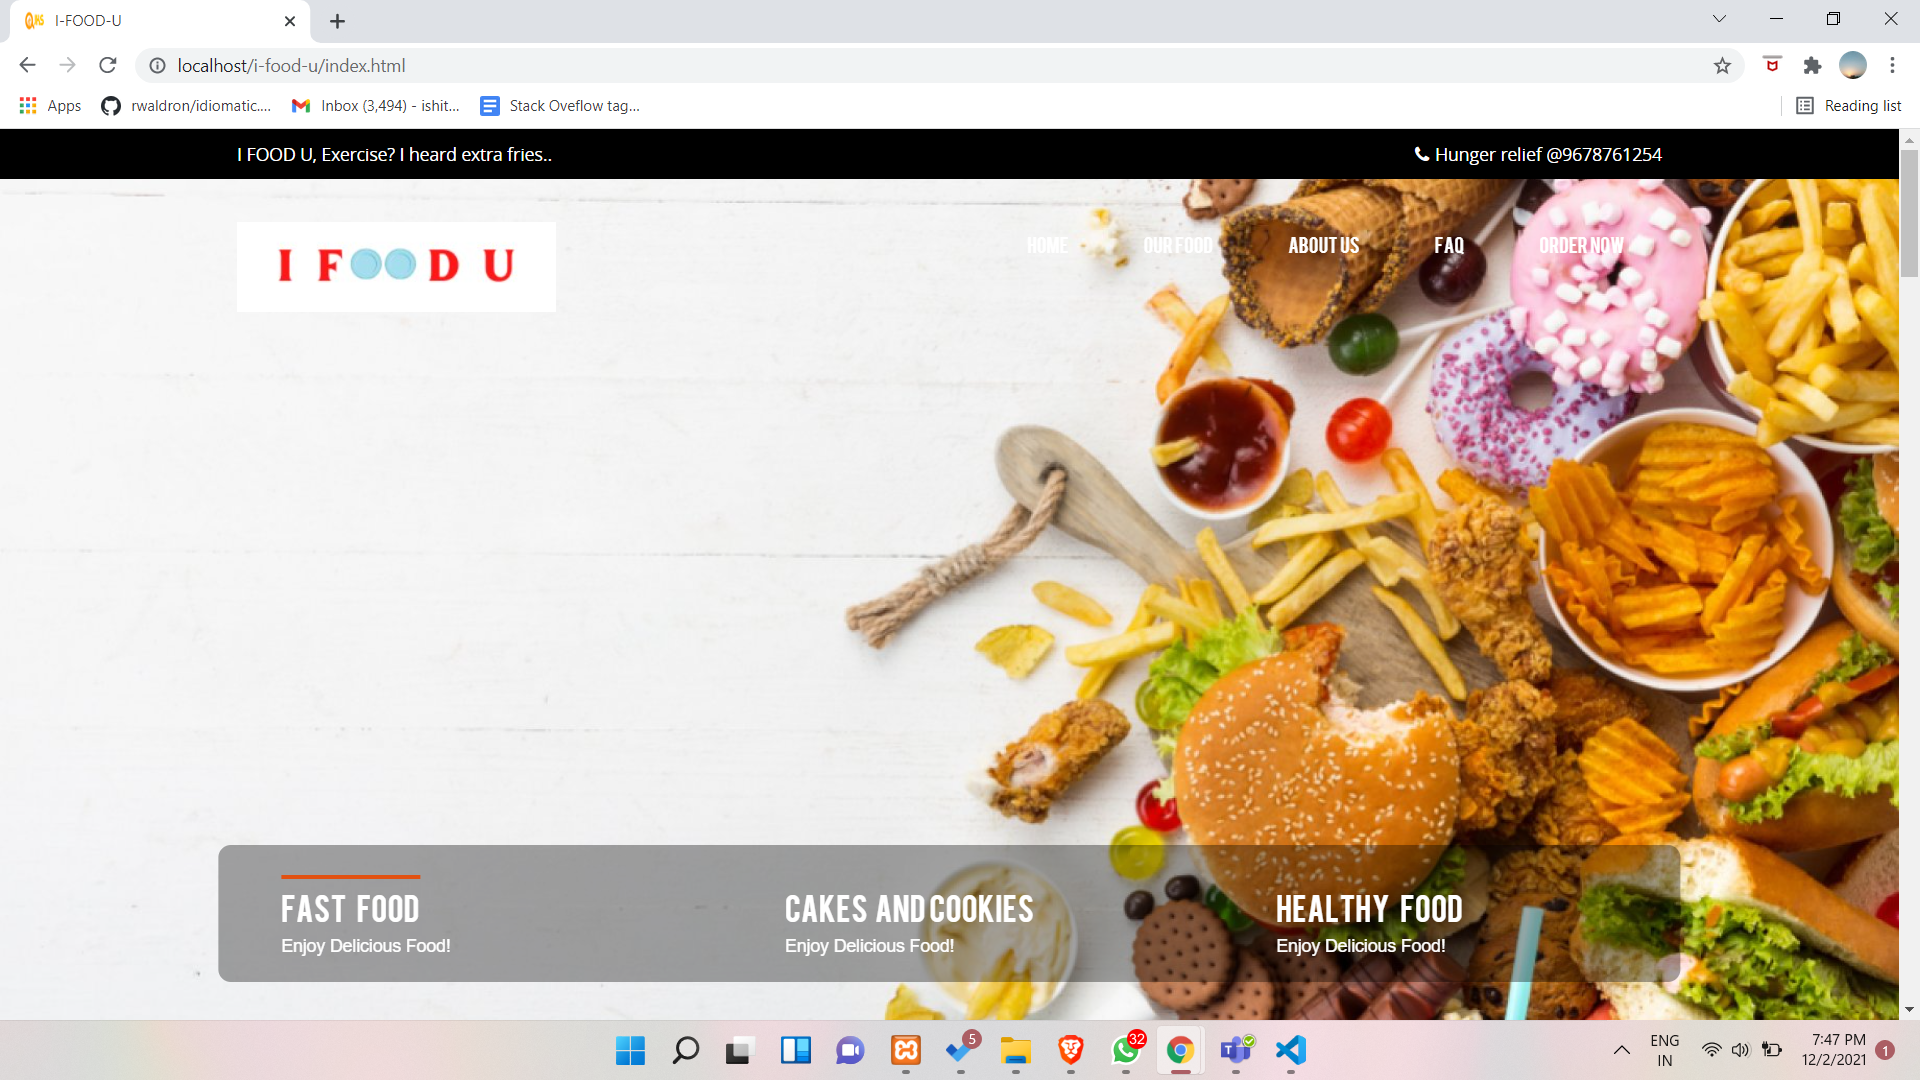 I-FOOD-U
localhost/i-food-u/index.html
Apps
rwaldron/idiomatic....
Inbox (3,494) - ishit...
Stack Oveflow tag...
Reading list
I FOOD U, Exercise? I heard extra fries..
Hunger relief @9678761254
I FOOD U
HOME
OUR FOOD
ABOUT US
FAQ
ORDER NOW
FAST FOOD
Enjoy Delicious Food!
CAKES AND COOKIES
Enjoy Delicious Food!
HEALTHY FOOD
Enjoy Delicious Food!
5
32
ENG
IN
7:47 PM
12/2/2021
1